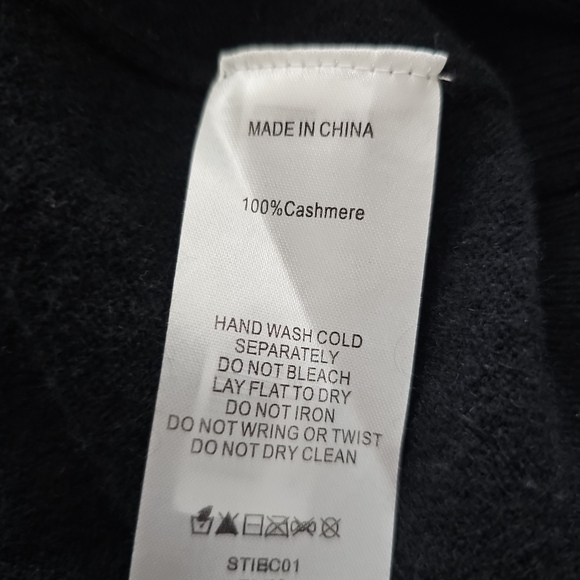 MADE IN CHINA
100%Cashmere
HAND WASH COLD
SEPARATELY
DO NOT BLEACH
LAY FLAT TO DRY
DO NOT IRON
DO NOT WRING OR TWIST
DO NOT DRY CLEAN
STIBC01